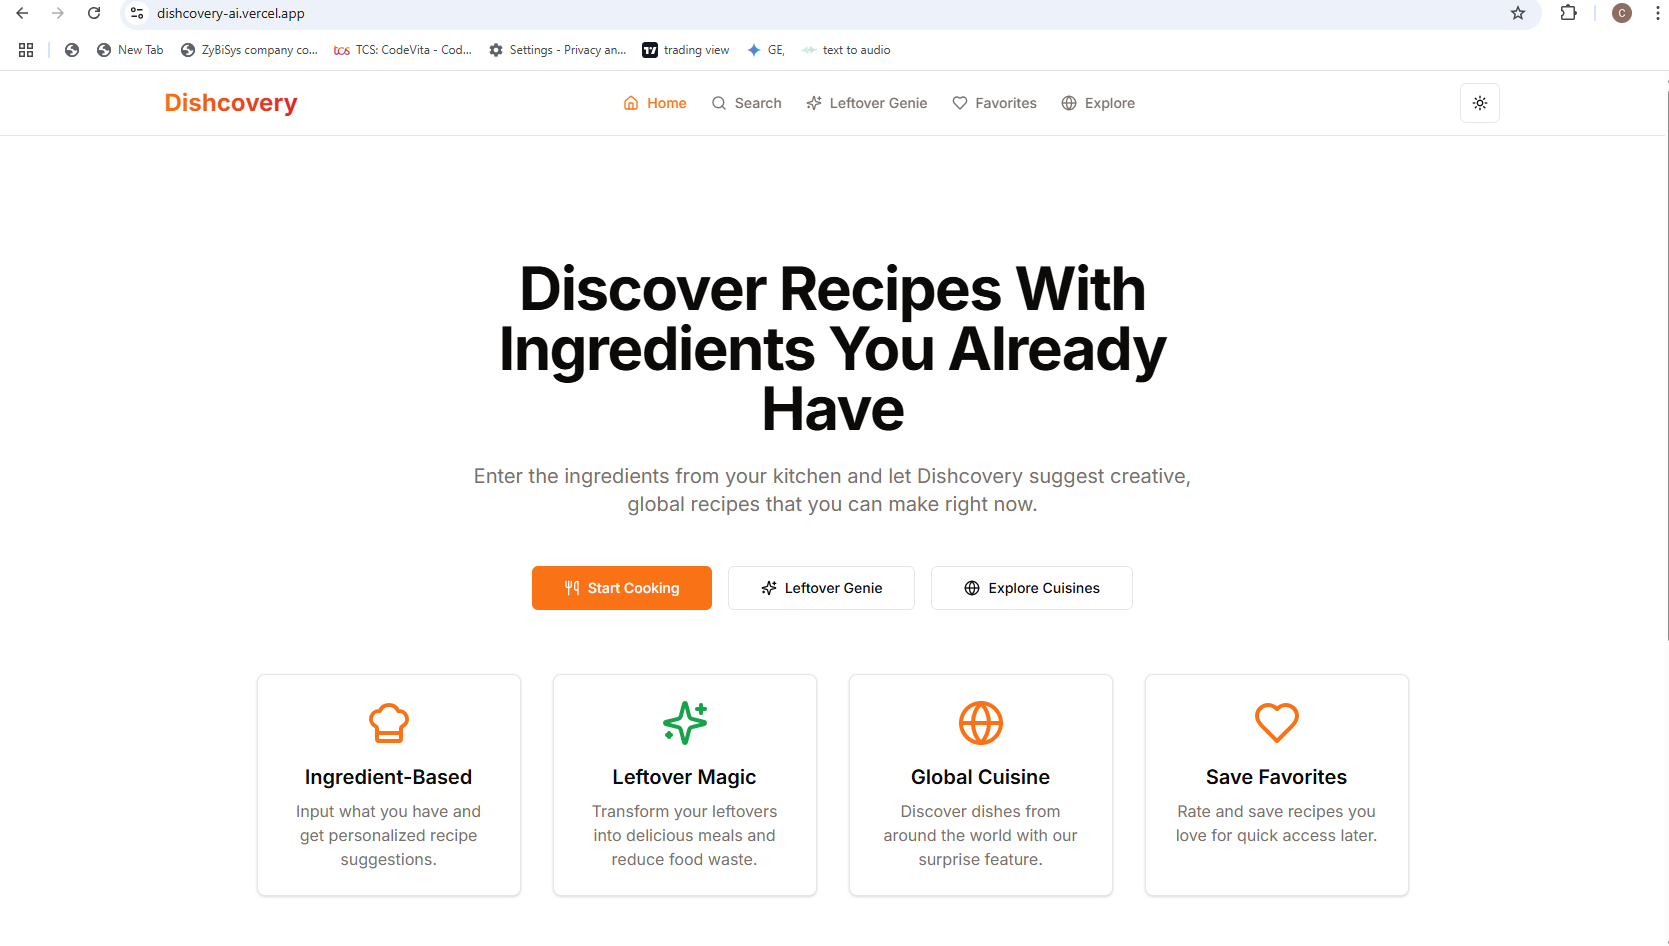 dishcovery-ai.vercel.app
C
New Tab
ZyBiSys company co...
tcs TCS: CodeVita - Cod...
Settings - Privacy an...
trading view
GE,
text to audio
Dishcovery
Home
Search
Leftover Genie
Favorites
Explore
Discover Recipes With
Ingredients You Already
Have
Enter the ingredients from your kitchen and let Dishcovery suggest creative,
global recipes that you can make right now.
Start Cooking
Leftover Genie
Explore Cuisines
Ingredient-Based
Input what you have and
get personalized recipe
suggestions.
Leftover Magic
Transform your leftovers
into delicious meals and
reduce food waste.
Global Cuisine
Discover dishes from
around the world with our
surprise feature.
Save Favorites
Rate and save recipes you
love for quick access later.